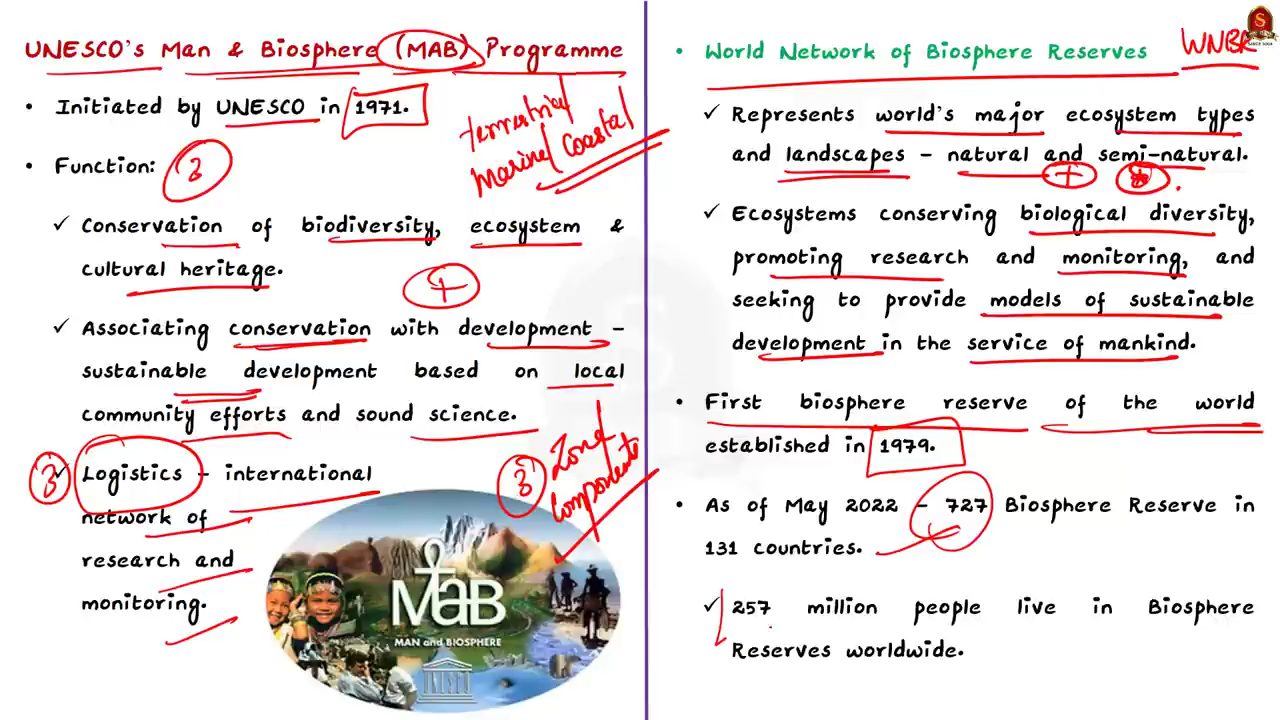 UNESCO's Man & Biosphere (MAB) Programme
• Initiated by UNESCO in 1971.
• Function: 3
✓ Conservation of biodiversity, ecosystem &
cultural heritage.
+
✓ Associating conservation with development –
sustainable development based on local
community efforts and sound science.
3 ✓ Logistics – international
network of
research and
monitoring.
terrestrial
Marine/ Coastal
3 Zonal
Components
MAB
MAN and BIOSPHERE
UNESCO
• World Network of Biosphere Reserves WNBR
S
SINCE 2004
✓ Represents world's major ecosystem types
and landscapes – natural and semi-natural.
+
✓ Ecosystems conserving biological diversity,
promoting research and monitoring, and
seeking to provide models of sustainable
development in the service of mankind.
• First biosphere reserve of the world
established in 1979.
• As of May 2022 – 727 Biosphere Reserve in
131 countries.
✓ 257 million people live in Biosphere
Reserves worldwide.